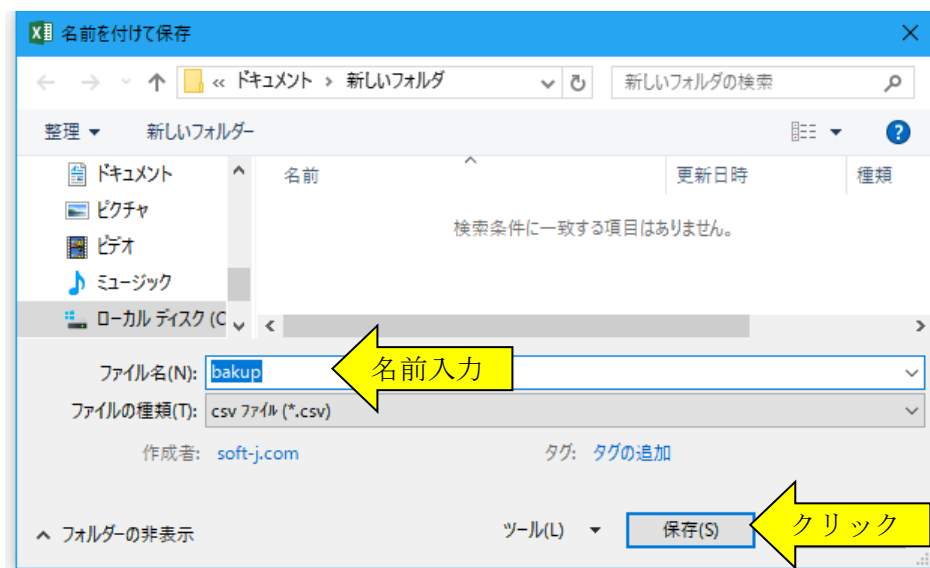 名前を付けて保存
« ドキュメント › 新しいフォルダ
新しいフォルダの検索
整理
新しいフォルダー
ドキュメント
ピクチャ
ビデオ
ミュージック
ローカル ディスク (C
名前
更新日時
種類
検索条件に一致する項目はありません。
ファイル名(N): bakup
名前入力
ファイルの種類(T): csv ファイル (*.csv)
作成者: soft-j.com
タグ: タグの追加
フォルダーの非表示
ツール(L)
保存(S)
クリック